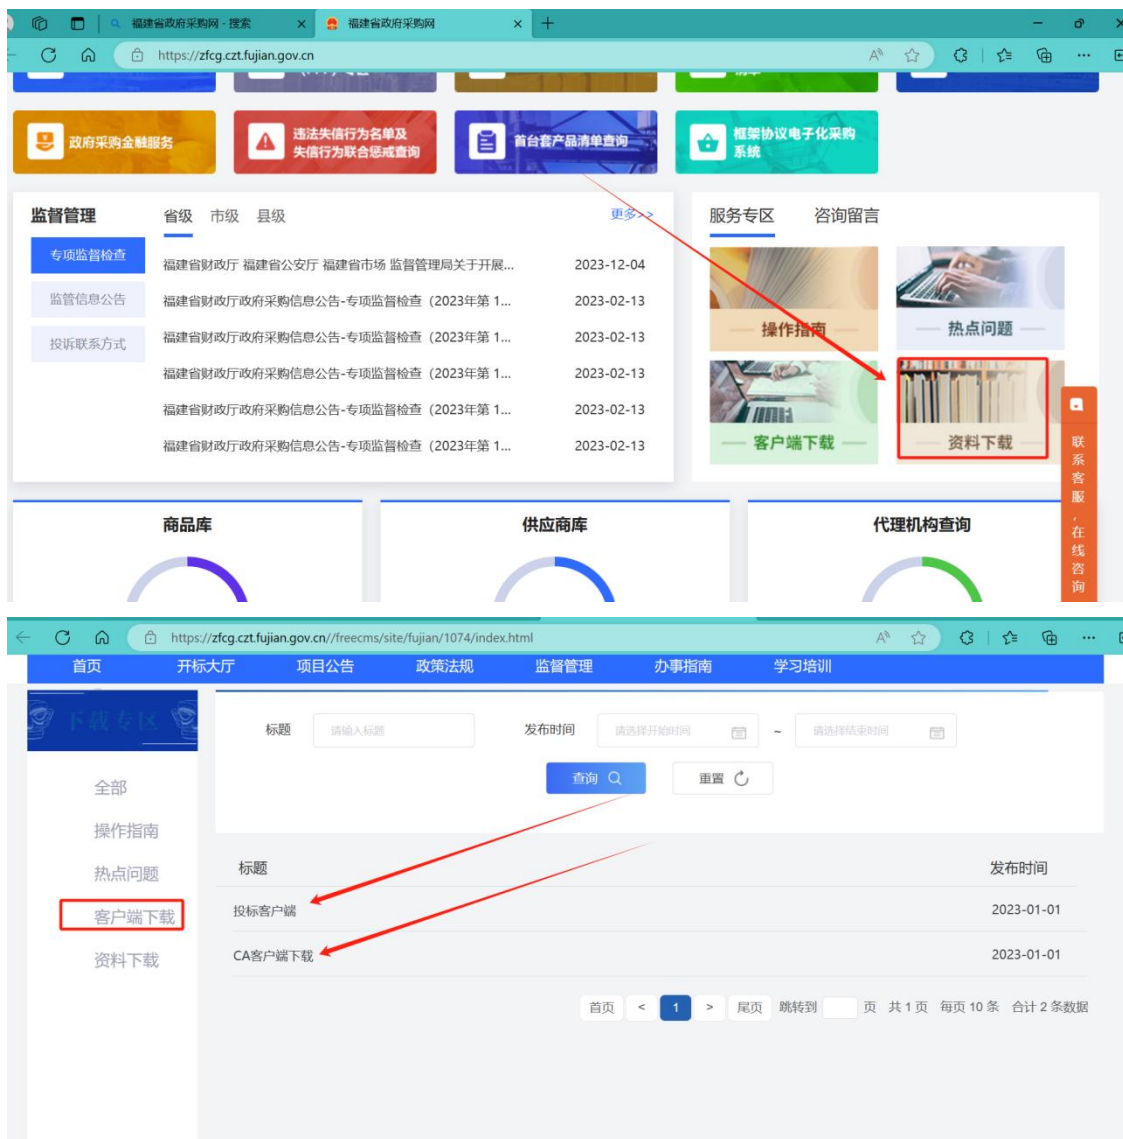 福建省政府采购网 - 搜索
福建省政府采购网
https://zfcg.czt.fujian.gov.cn
政府采购金融服务
违法失信行为名单及
失信行为联合惩戒查询
首台套产品清单查询
框架协议电子化采购
系统
监督管理
省级 市级 县级
更多>>
服务专区 咨询留言
专项监督检查
监管信息公告
投诉联系方式
福建省财政厅 福建省公安厅 福建省市场 监督管理局关于开展... 2023-12-04
福建省财政厅政府采购信息公告-专项监督检查（2023年第 1... 2023-02-13
福建省财政厅政府采购信息公告-专项监督检查（2023年第 1... 2023-02-13
福建省财政厅政府采购信息公告-专项监督检查（2023年第 1... 2023-02-13
福建省财政厅政府采购信息公告-专项监督检查（2023年第 1... 2023-02-13
福建省财政厅政府采购信息公告-专项监督检查（2023年第 1... 2023-02-13
操作指南
热点问题
客户端下载
资料下载
联系客服，在线咨询
商品库
供应商库
代理机构查询
https://zfcg.czt.fujian.gov.cn//freecms/site/fujian/1074/index.html
首页 开标大厅 项目公告 政策法规 监督管理 办事指南 学习培训
下载专区
全部
操作指南
热点问题
客户端下载
资料下载
标题 请输入标题 发布时间 请选择开始时间 ~ 请选择结束时间
查询 重置
标题 发布时间
投标客户端 2023-01-01
CA客户端下载 2023-01-01
首页 < 1 > 尾页 跳转到 页 共 1 页 每页 10 条 合计 2 条数据